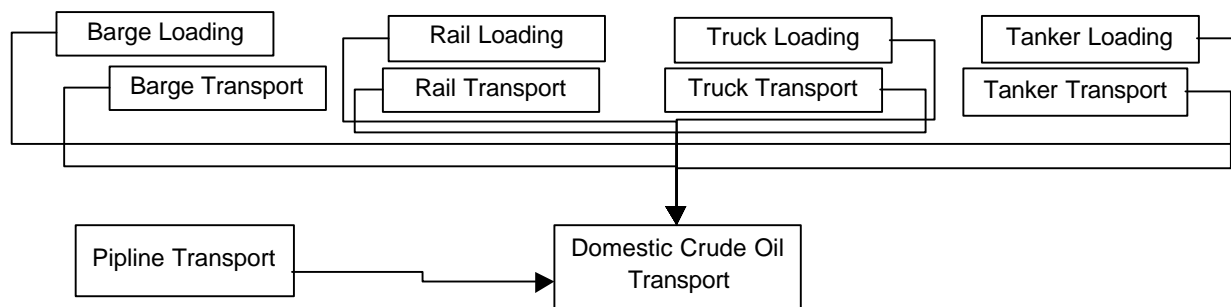 Barge Loading
Rail Loading
Truck Loading
Tanker Loading
Barge Transport
Rail Transport
Truck Transport
Tanker Transport
Pipline Transport
Domestic Crude Oil
Transport